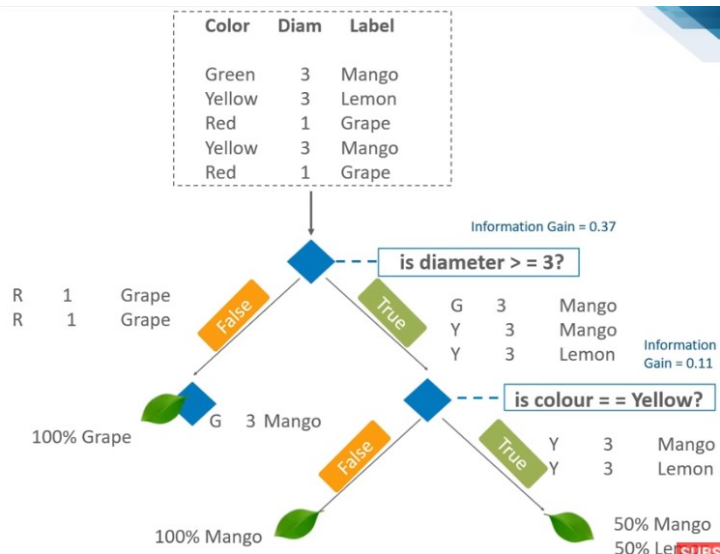 Color Diam Label
Green 3 Mango
Yellow 3 Lemon
Red 1 Grape
Yellow 3 Mango
Red 1 Grape
Information Gain = 0.37
is diameter > = 3?
R 1 Grape
R 1 Grape
False
True
G 3 Mango
Y 3 Mango
Y 3 Lemon
Information
Gain = 0.11
is colour = = Yellow?
G 3 Mango
100% Grape
False
True
Y 3 Mango
Y 3 Lemon
100% Mango
50% Mango
50%